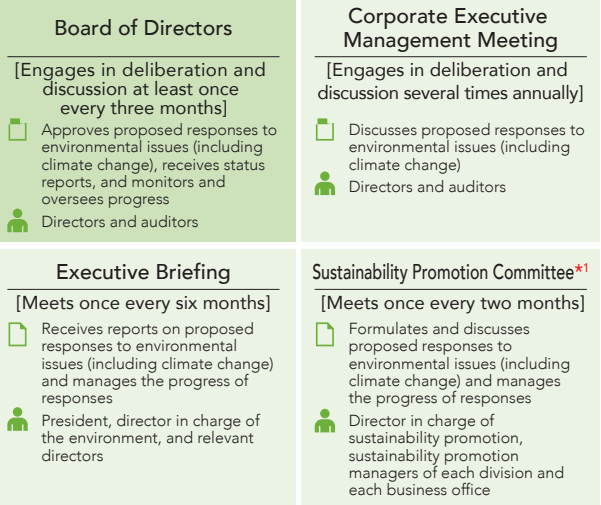 Board of Directors
[Engages in deliberation and
discussion at least once
every three months]
Approves proposed responses to
environmental issues (including
climate change), receives status
reports, and monitors and
oversees progress
Directors and auditors
Corporate Executive
Management Meeting
[Engages in deliberation and
discussion several times annually]
Discusses proposed responses to
environmental issues (including
climate change)
Directors and auditors
Executive Briefing
[Meets once every six months]
Receives reports on proposed
responses to environmental
issues (including climate change)
and manages the progress of
responses
President, director in charge of
the environment, and relevant
directors
Sustainability Promotion Committee*1
[Meets once every two months]
Formulates and discusses
proposed responses to
environmental issues (including
climate change) and manages
the progress of responses
Director in charge of
sustainability promotion,
sustainability promotion
managers of each division and
each business office